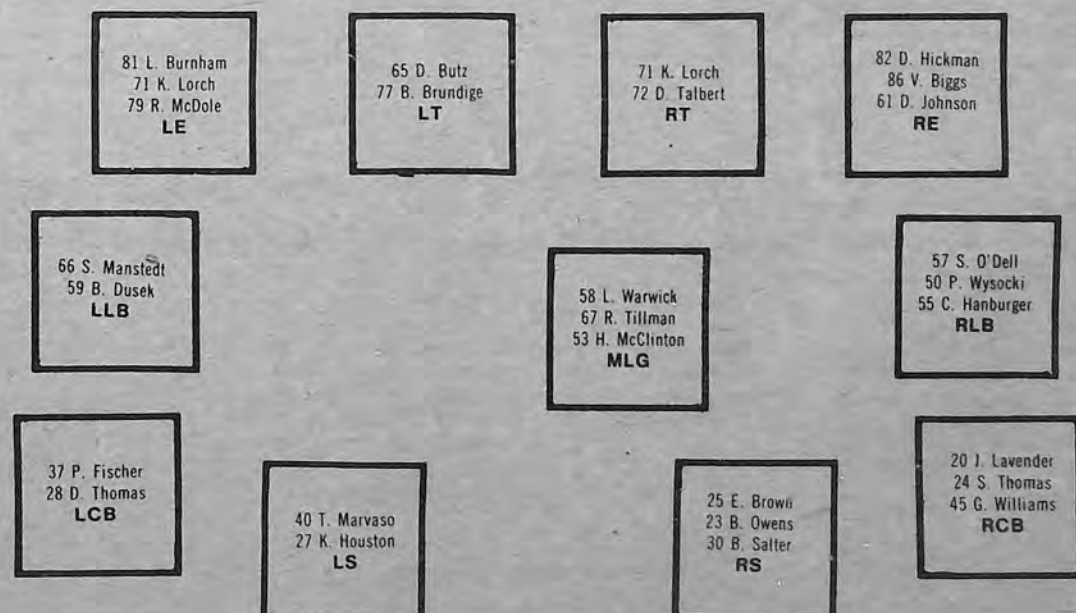 81 L. Burnham
71 K. Lorch
79 R. McDole
LE
65 D. Butz
77 B. Brundige
LT
71 K. Lorch
72 D. Talbert
RT
82 D. Hickman
86 V. Biggs
61 D. Johnson
RE
66 S. Manstedt
59 B. Dusek
LLB
58 L. Warwick
67 R. Tillman
53 H. McClinton
MLG
57 S. O'Dell
50 P. Wysocki
55 C. Hanburger
RLB
37 P. Fischer
28 D. Thomas
LCB
40 T. Marvaso
27 K. Houston
LS
25 E. Brown
23 B. Owens
30 B. Salter
RS
20 J. Lavender
24 S. Thomas
45 G. Williams
RCB